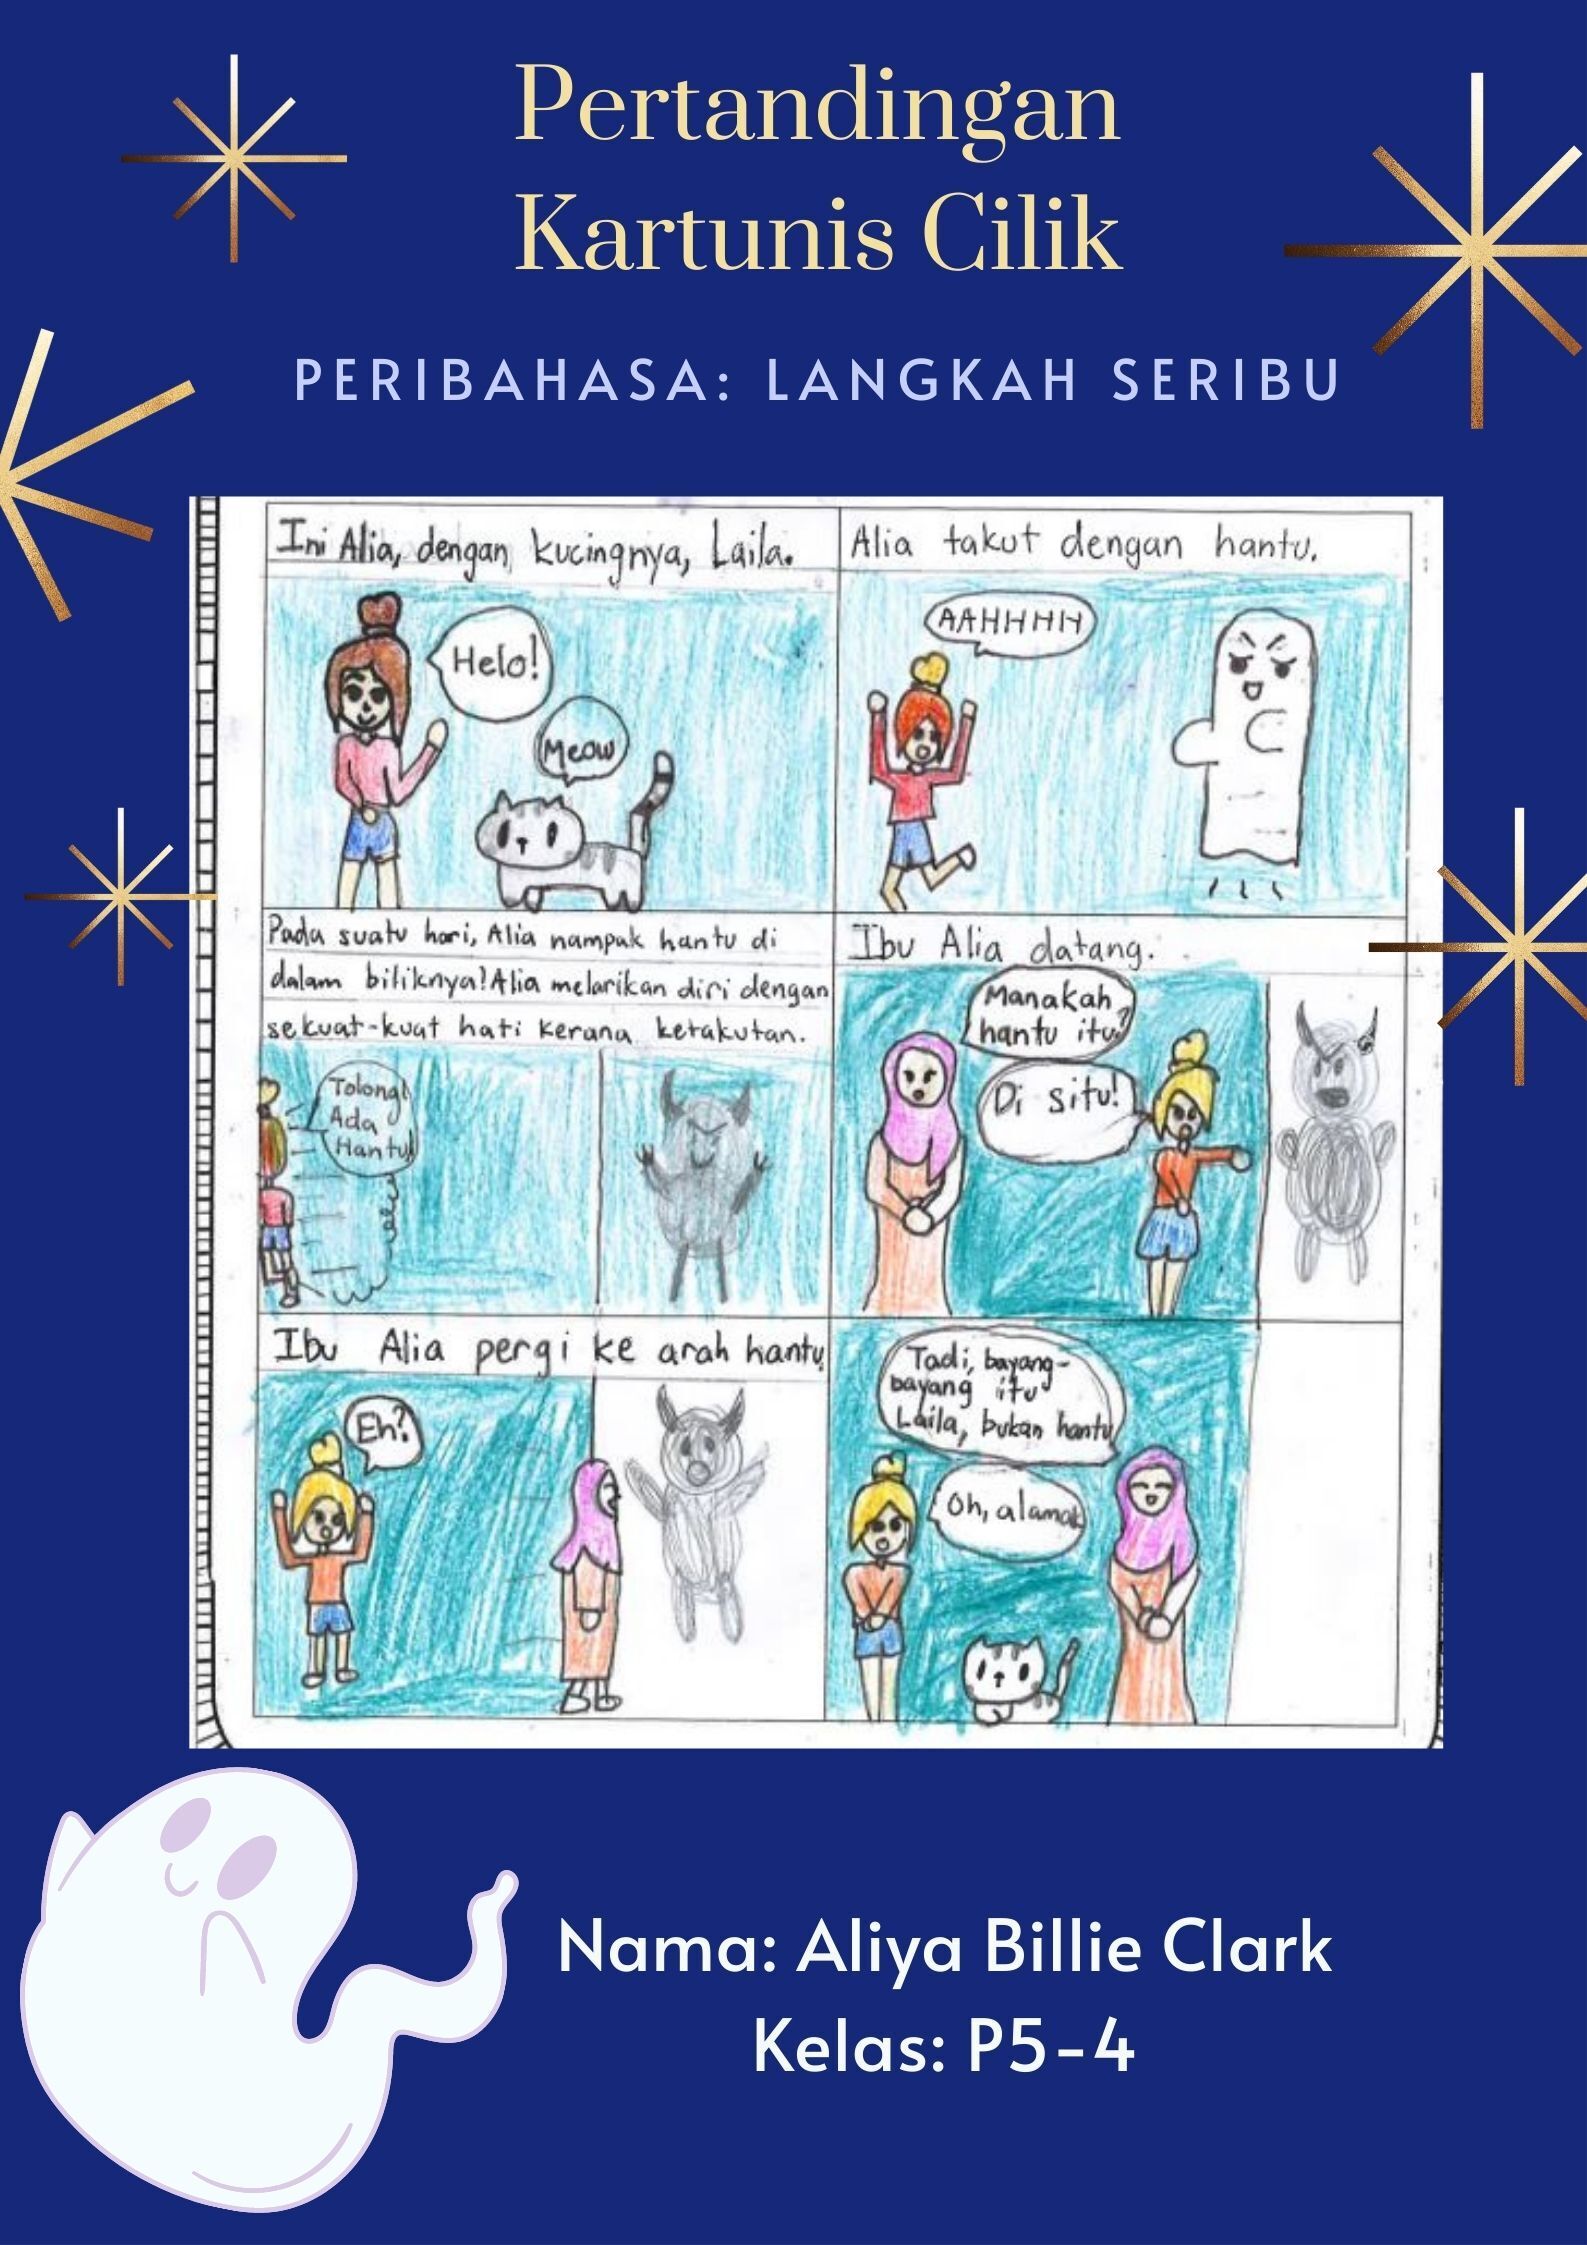 Pertandingan
Kartunis Cilik
PERIBAHASA: LANGKAH SERIBU
Ini Alia, dengan kucingnya, Laila.
Helo!
Meow
Alia takut dengan hantu.
AAHHHHH
Pada suatu hari, Alia nampak hantu di
dalam biliknya! Alia melarikan diri dengan
sekuat-kuat hati kerana ketakutan.
Tolong!
Ada
Hantu!
Ibu Alia datang.
Manakah
hantu itu?
Di situ!
Ibu Alia pergi ke arah hantu
Eh?
Tadi, bayang-
bayang itu
Laila, bukan hantu
Oh, alamak
Nama: Aliya Billie Clark
Kelas: P5-4